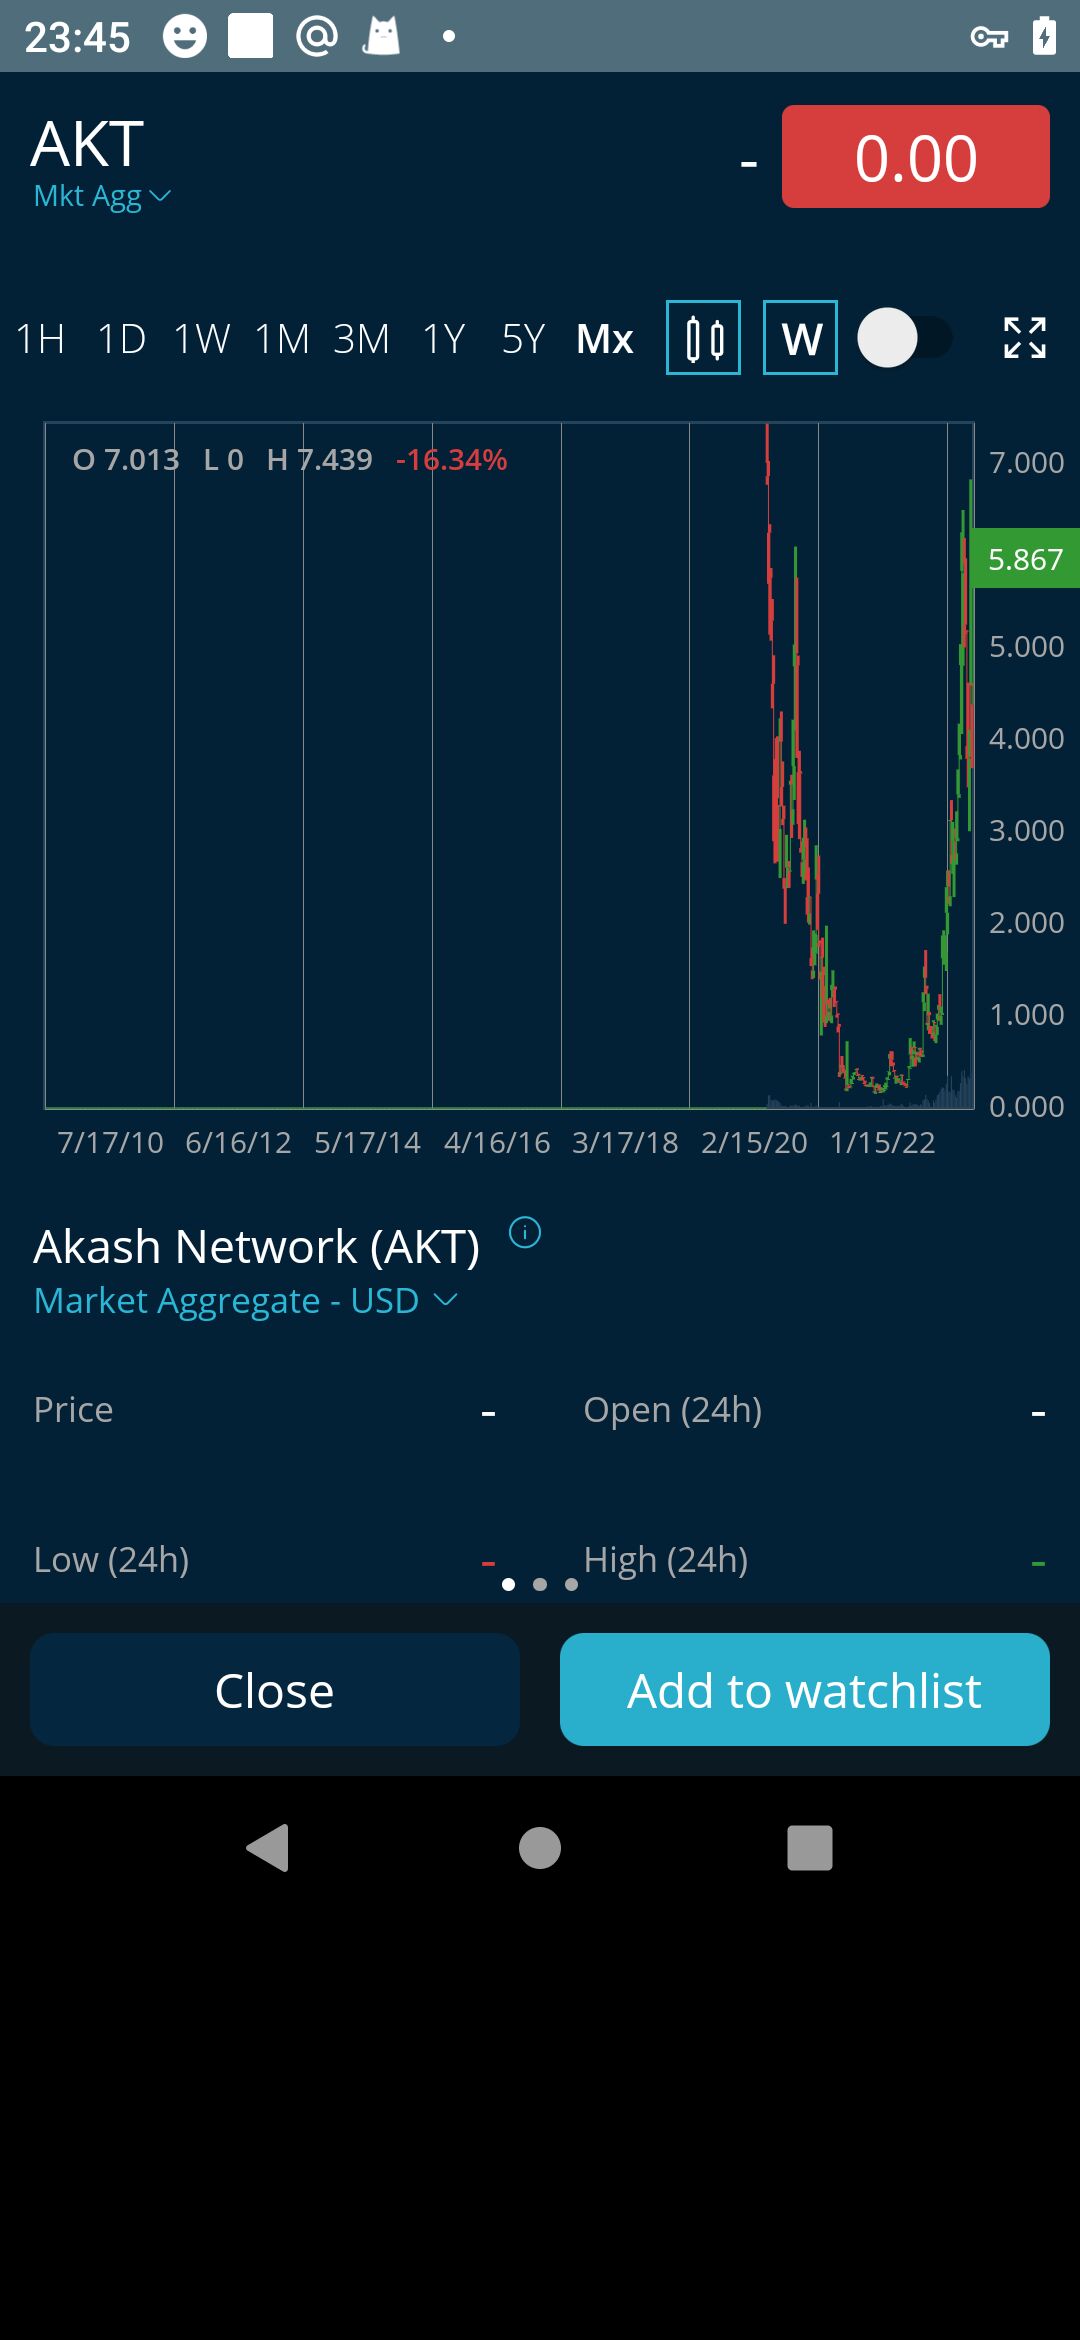 23:45
AKT
Mkt Agg
- 0.00
1H 1D 1W 1M 3M 1Y 5Y Mx W
O 7.013 L 0 H 7.439 -16.34%
7.000
5.867
5.000
4.000
3.000
2.000
1.000
0.000
7/17/10 6/16/12 5/17/14 4/16/16 3/17/18 2/15/20 1/15/22
Akash Network (AKT)
Market Aggregate - USD
Price - Open (24h) -
Low (24h) - High (24h) -
Close Add to watchlist